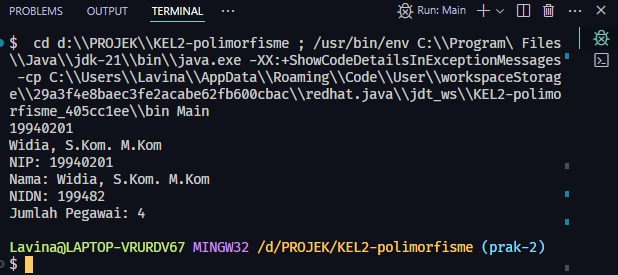 PROBLEMS
OUTPUT
TERMINAL
...
Run: Main
$  cd d:\\PROJEK\\KEL2-polimorfisme ; /usr/bin/env C:\\Program\ Files
\\Java\\jdk-21\\bin\\java.exe -XX:+ShowCodeDetailsInExceptionMessages
 -cp C:\\Users\\Lavina\\AppData\\Roaming\\Code\\User\\workspaceStorag
e\\29a3f4e8baec3fe2acabe62fb600cbac\\redhat.java\\jdt_ws\\KEL2-polimo
rfisme_405cc1ee\\bin Main
19940201
Widia, S.Kom. M.Kom
NIP: 19940201
Nama: Widia, S.Kom. M.Kom
NIDN: 199482
Jumlah Pegawai: 4
Lavina@LAPTOP-VRURDV67 MINGW32 /d/PROJEK/KEL2-polimorfisme (prak-2)
$